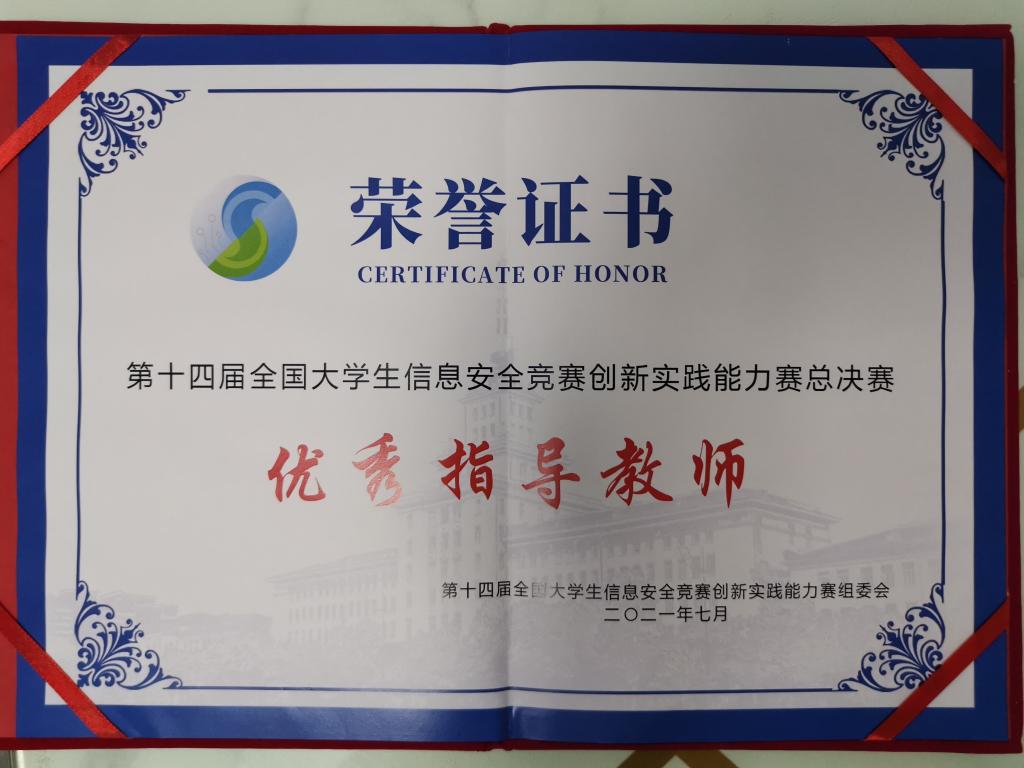 荣誉证书
CERTIFICATE OF HONOR
第十四届全国大学生信息安全竞赛创新实践能力赛总决赛
优秀指导教师
第十四届全国大学生信息安全竞赛创新实践能力赛组委会
二〇二一年七月